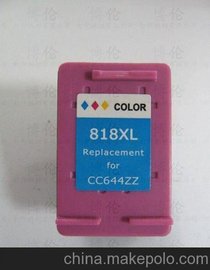 COLOR
818XL
Replacement
for
CC644ZZ
china.makepolo.com